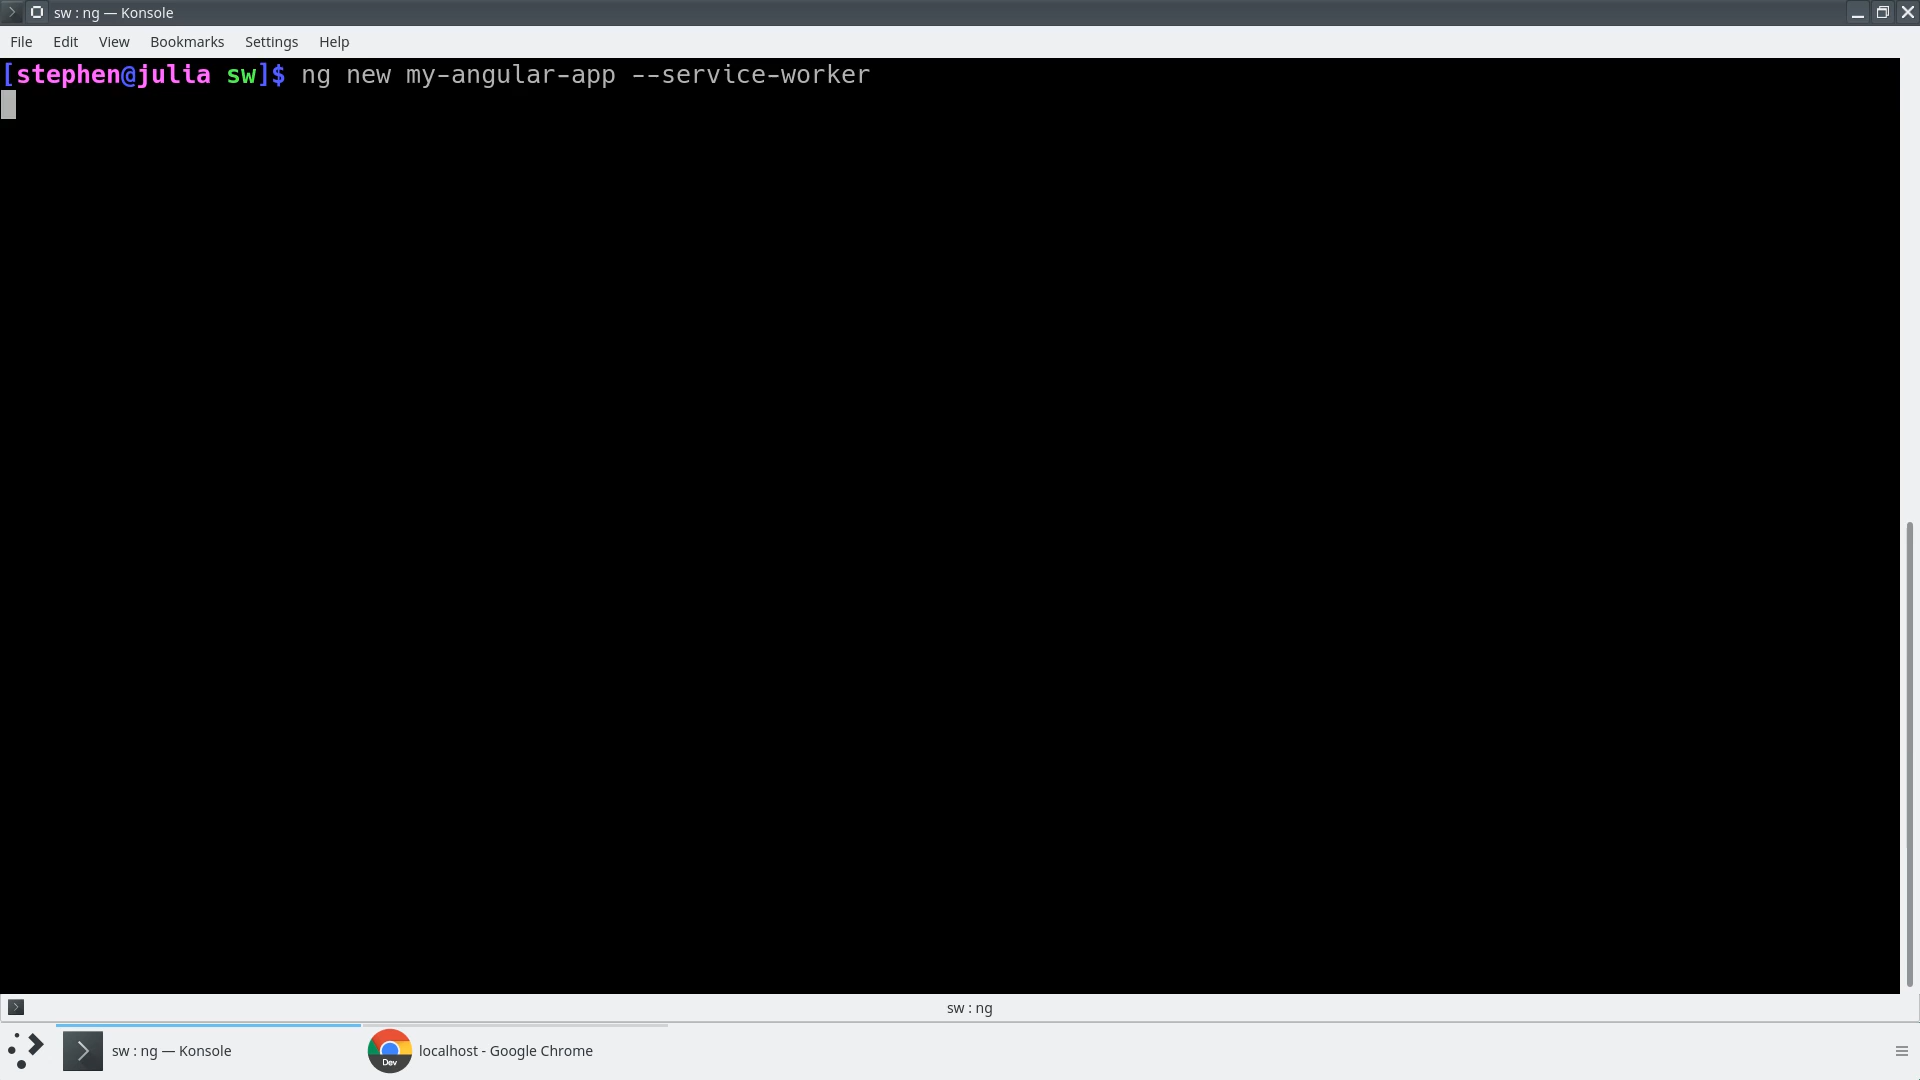 sw : ng — Konsole
File Edit View Bookmarks Settings Help
[stephen@julia sw]$ ng new my-angular-app --service-worker
sw : ng
sw : ng — Konsole
Dev
localhost - Google Chrome